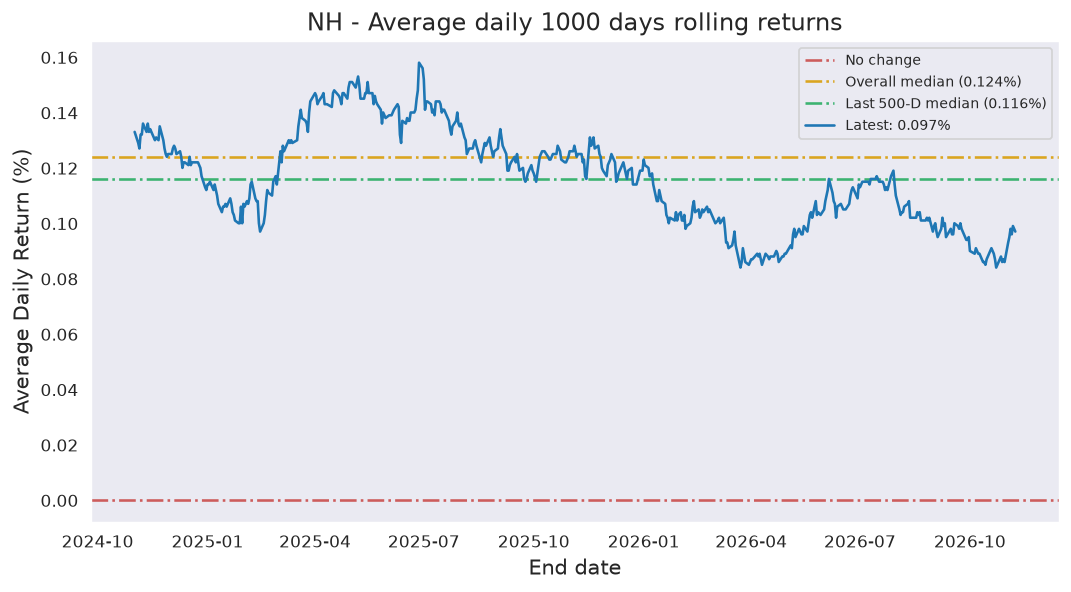 NH - Average daily 1000 days rolling returns
No change
Overall median (0.124%)
Last 500-D median (0.116%)
Latest: 0.097%
Average Daily Return (%)
0.16
0.14
0.12
0.10
0.08
0.06
0.04
0.02
0.00
2024-10 2025-01 2025-04 2025-07 2025-10 2026-01 2026-04 2026-07 2026-10
End date